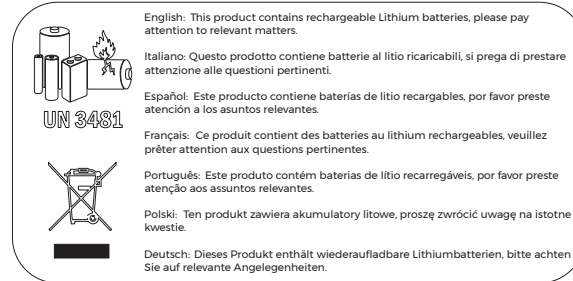 English: This product contains rechargeable Lithium batteries, please pay
attention to relevant matters.
Italiano: Questo prodotto contiene batterie al litio ricaricabili, si prega di prestare
attenzione alle questioni pertinenti.
Español: Este producto contiene baterías de litio recargables, por favor preste
atención a los asuntos relevantes.
UN 3481
Français: Ce produit contient des batteries au lithium rechargeables, veuillez
prêter attention aux questions pertinentes.
Português: Este produto contém baterias de lítio recarregáveis, por favor preste
atenção aos assuntos relevantes.
Polski: Ten produkt zawiera akumulatory litowe, proszę zwrócić uwagę na istotne
kwestie.
Deutsch: Dieses Produkt enthält wiederaufladbare Lithiumbatterien, bitte achten
Sie auf relevante Angelegenheiten.